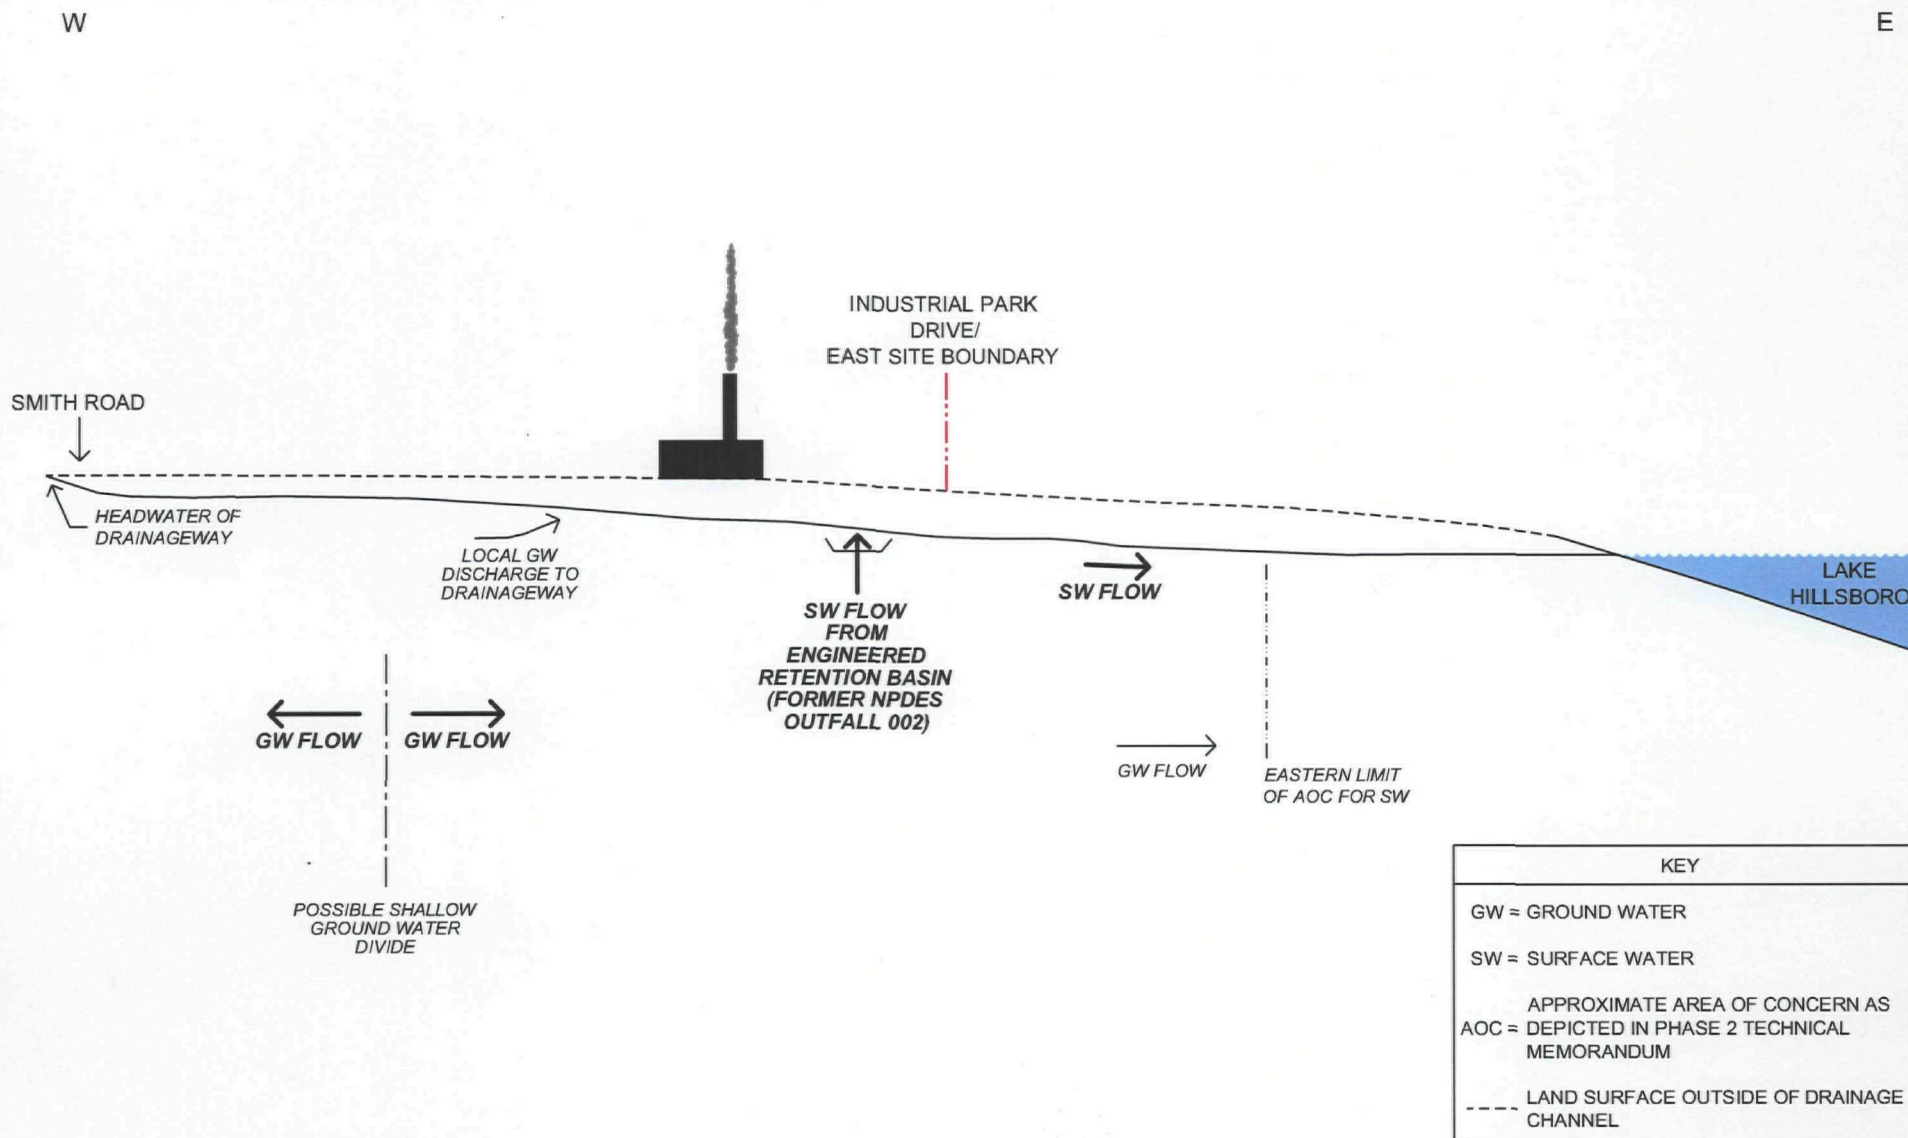 W
E
INDUSTRIAL PARK
DRIVE/
EAST SITE BOUNDARY
SMITH ROAD
HEADWATER OF
DRAINAGEWAY
LOCAL GW
DISCHARGE TO
DRAINAGEWAY
SW FLOW
FROM
ENGINEERED
RETENTION BASIN
(FORMER NPDES
OUTFALL 002)
SW FLOW
LAKE
HILLSBORO
GW FLOW
GW FLOW
GW FLOW
EASTERN LIMIT
OF AOC FOR SW
POSSIBLE SHALLOW
GROUND WATER
DIVIDE
KEY
GW = GROUND WATER
SW = SURFACE WATER
APPROXIMATE AREA OF CONCERN AS
AOC = DEPICTED IN PHASE 2 TECHNICAL
MEMORANDUM
LAND SURFACE OUTSIDE OF DRAINAGE
CHANNEL